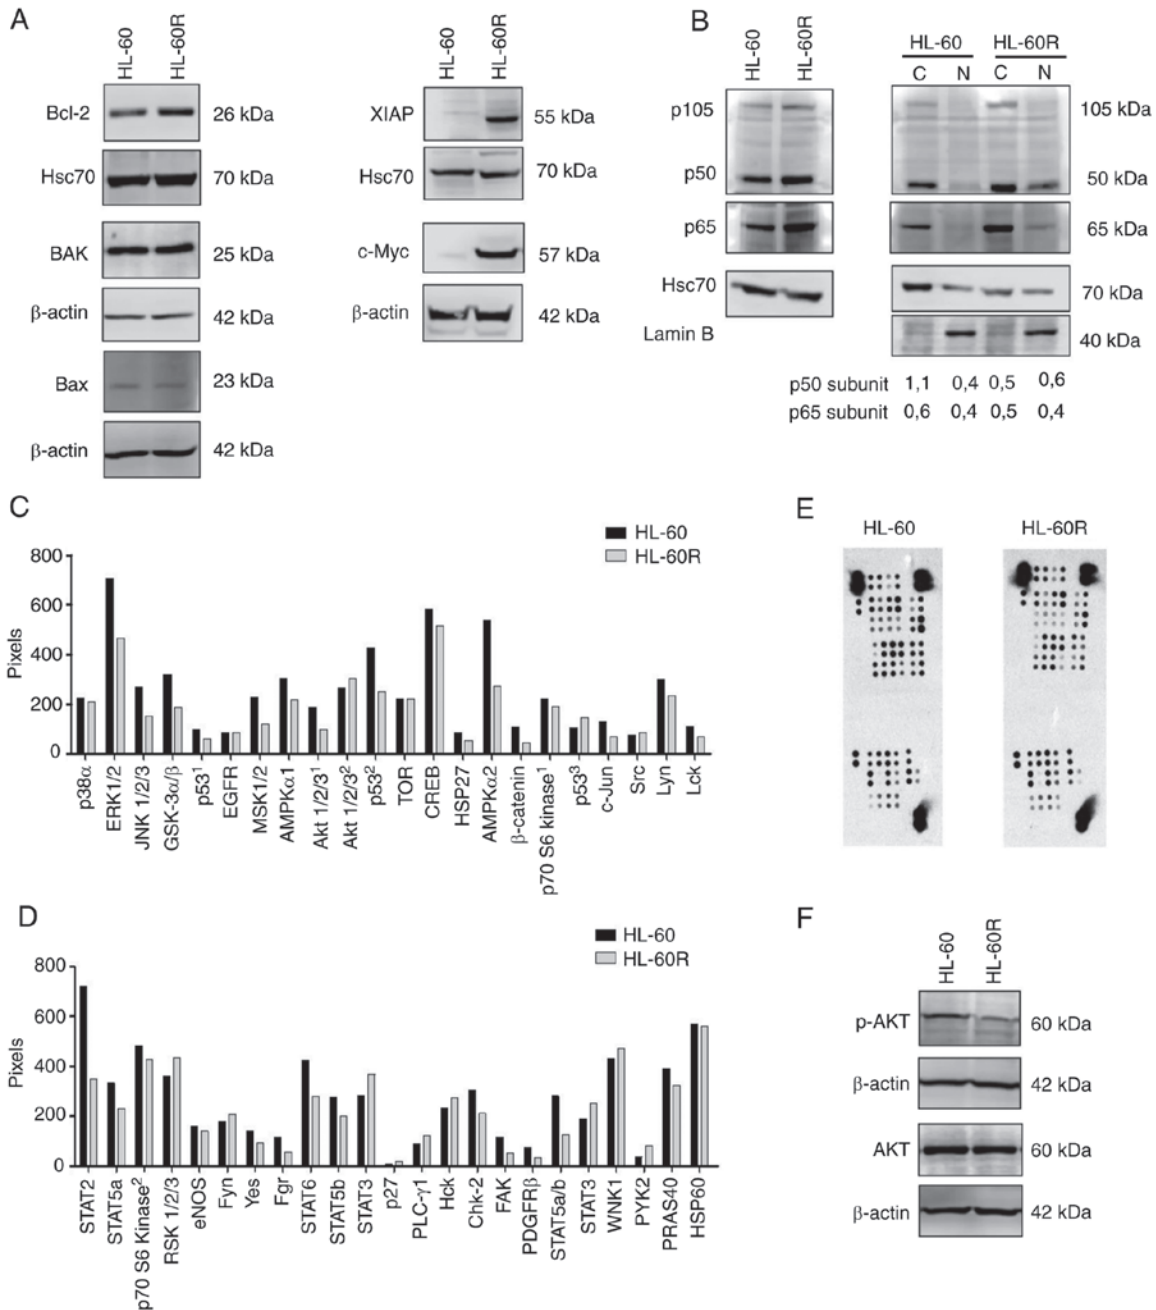 A
HL-60
HL-60R
Bcl-2
26 kDa
Hsc70
70 kDa
BAK
25 kDa
β-actin
42 kDa
Bax
23 kDa
β-actin
42 kDa
HL-60
HL-60R
XIAP
55 kDa
Hsc70
70 kDa
c-Myc
57 kDa
β-actin
42 kDa
B
HL-60
HL-60R
p105
p50
p65
Hsc70
Lamin B
HL-60 HL-60R
C N C N
105 kDa
50 kDa
65 kDa
70 kDa
40 kDa
p50 subunit 1,1 0,4 0,5 0,6
p65 subunit 0,6 0,4 0,5 0,4
C
HL-60
HL-60R
Pixels
800
600
400
200
0
p38α
ERK1/2
JNK 1/2/3
GSK-3α/β
p53¹
EGFR
MSK1/2
AMPKα1
Akt 1/2/3¹
Akt 1/2/3²
p53²
TOR
CREB
HSP27
AMPKα2
β-catenin
p70 S6 kinase¹
p53³
c-Jun
Src
Lyn
Lck
D
HL-60
HL-60R
Pixels
800
600
400
200
0
STAT2
STAT5a
p70 S6 Kinase²
RSK 1/2/3
eNOS
Fyn
Yes
Fgr
STAT6
STAT5b
STAT3
p27
PLC-γ1
Hck
Chk-2
FAK
PDGFRβ
STAT5a/b
STAT3
WNK1
PYK2
PRAS40
HSP60
E
HL-60
HL-60R
F
HL-60
HL-60R
p-AKT
60 kDa
β-actin
42 kDa
AKT
60 kDa
β-actin
42 kDa